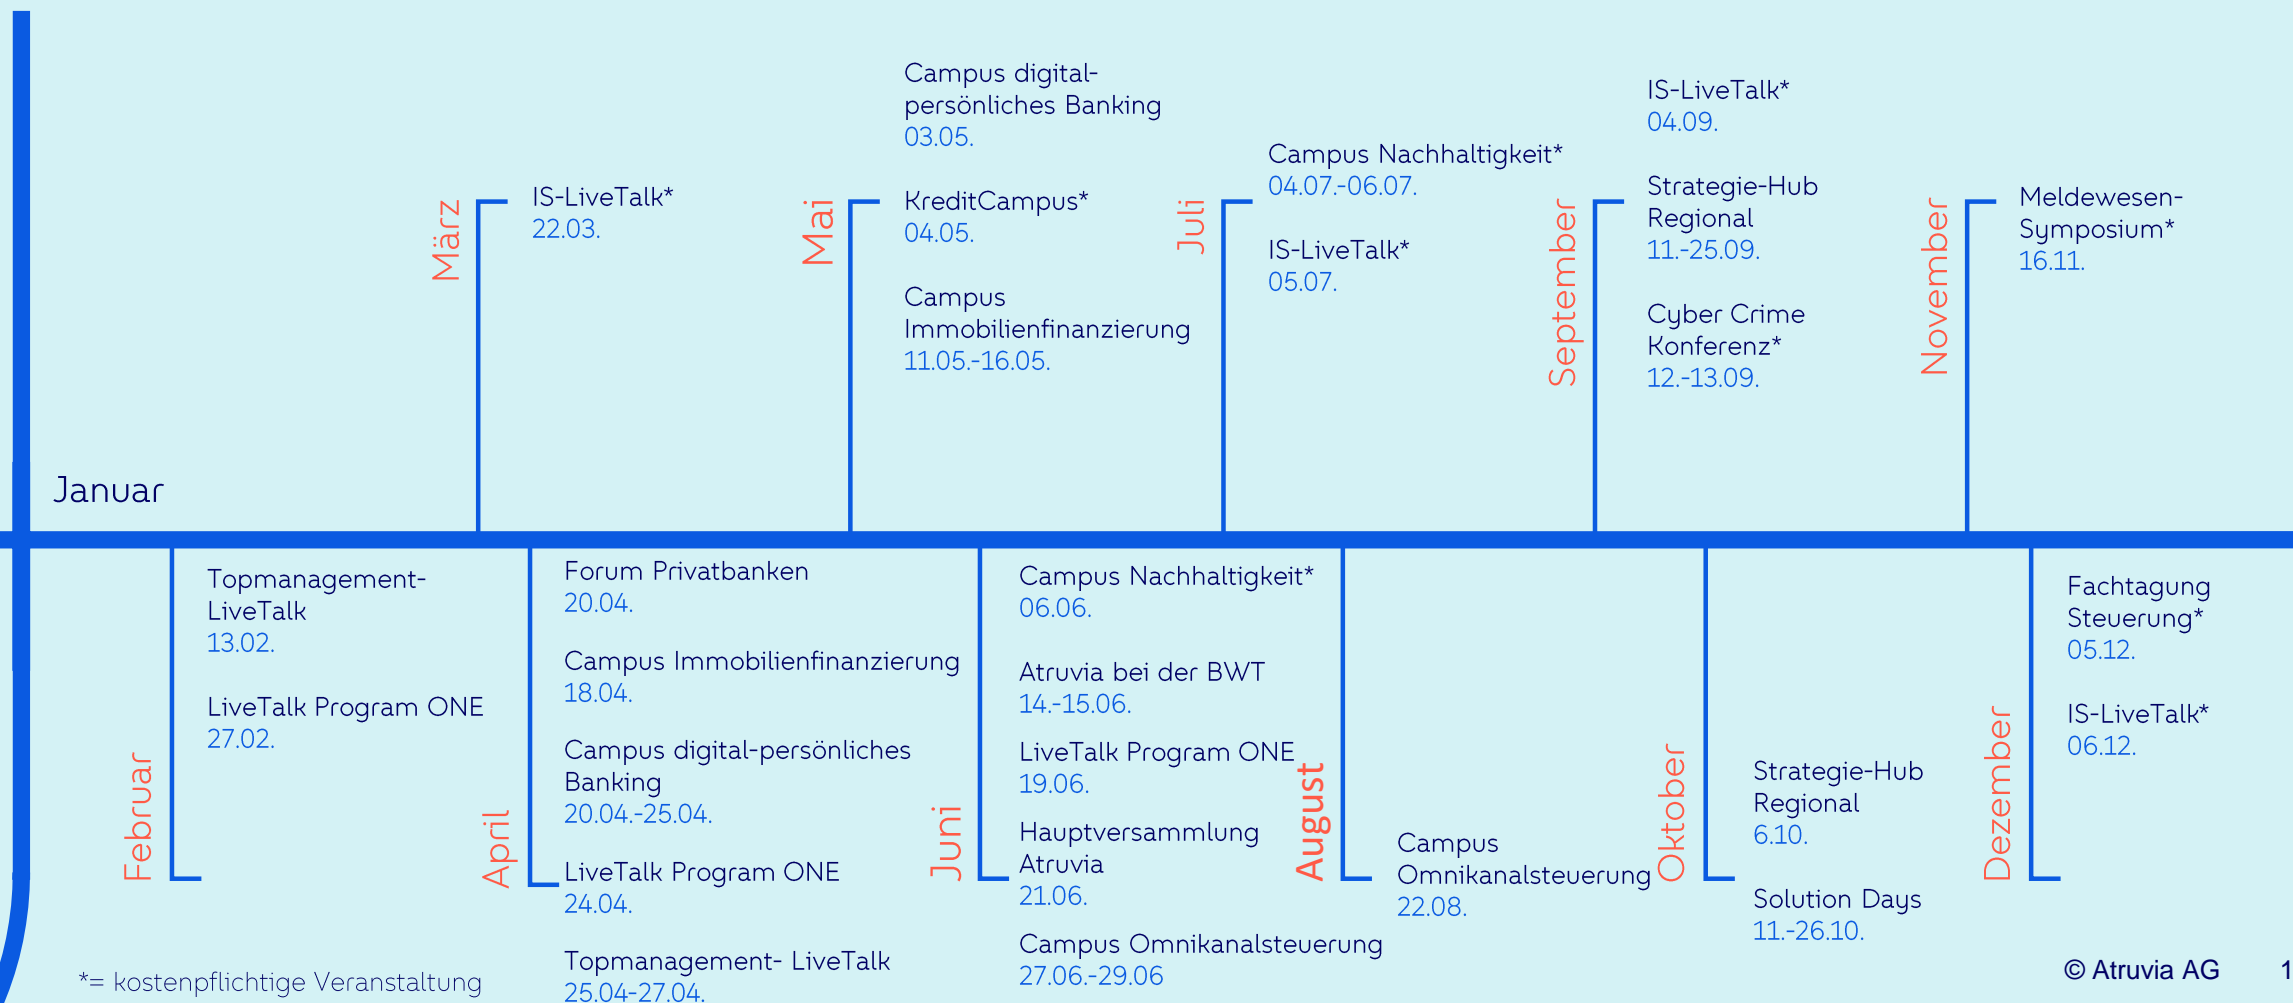 Januar
Februar
Topmanagement-
LiveTalk
13.02.
LiveTalk Program ONE
27.02.
März
IS-LiveTalk*
22.03.
April
Forum Privatbanken
20.04.
Campus Immobilienfinanzierung
18.04.
Campus digital-persönliches
Banking
20.04.-25.04.
LiveTalk Program ONE
24.04.
Topmanagement- LiveTalk
25.04-27.04.
Mai
Campus digital-
persönliches Banking
03.05.
KreditCampus*
04.05.
Campus
Immobilienfinanzierung
11.05.-16.05.
Juni
Campus Nachhaltigkeit*
06.06.
Atruvia bei der BWT
14.-15.06.
LiveTalk Program ONE
19.06.
Hauptversammlung
Atruvia
21.06.
Campus Omnikanalsteuerung
27.06.-29.06
Juli
Campus Nachhaltigkeit*
04.07.-06.07.
IS-LiveTalk*
05.07.
August
Campus
Omnikanalsteuerung
22.08.
September
IS-LiveTalk*
04.09.
Strategie-Hub
Regional
11.-25.09.
Cyber Crime
Konferenz*
12.-13.09.
Oktober
Strategie-Hub
Regional
6.10.
Solution Days
11.-26.10.
November
Meldewesen-
Symposium*
16.11.
Dezember
Fachtagung
Steuerung*
05.12.
IS-LiveTalk*
06.12.
*= kostenpflichtige Veranstaltung
© Atruvia AG 1